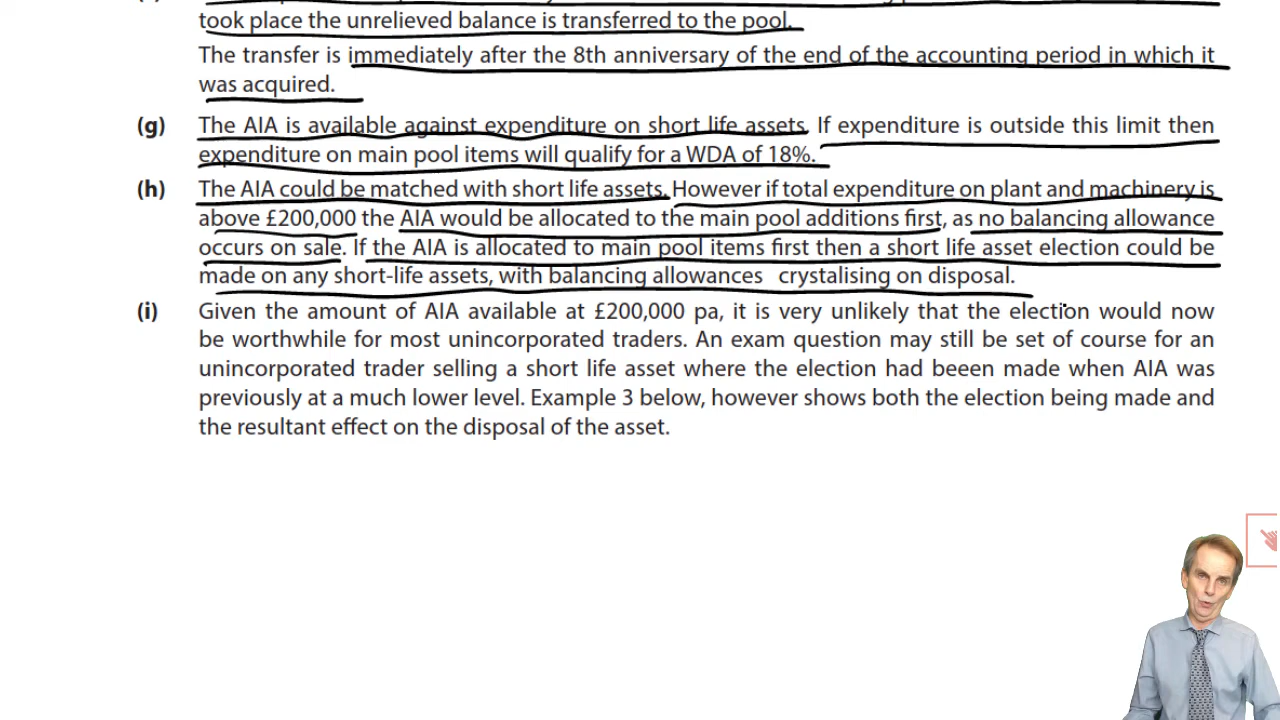 took place the unrelieved balance is transferred to the pool.
The transfer is immediately after the 8th anniversary of the end of the accounting period in which it
was acquired.
(g) The AIA is available against expenditure on short life assets. If expenditure is outside this limit then
expenditure on main pool items will qualify for a WDA of 18%.
(h) The AIA could be matched with short life assets. However if total expenditure on plant and machinery is
above £200,000 the AIA would be allocated to the main pool additions first, as no balancing allowance
occurs on sale. If the AIA is allocated to main pool items first then a short life asset election could be
made on any short-life assets, with balancing allowances crystalising on disposal.
(i) Given the amount of AIA available at £200,000 pa, it is very unlikely that the election would now
be worthwhile for most unincorporated traders. An exam question may still be set of course for an
unincorporated trader selling a short life asset where the election had beeen made when AIA was
previously at a much lower level. Example 3 below, however shows both the election being made and
the resultant effect on the disposal of the asset.